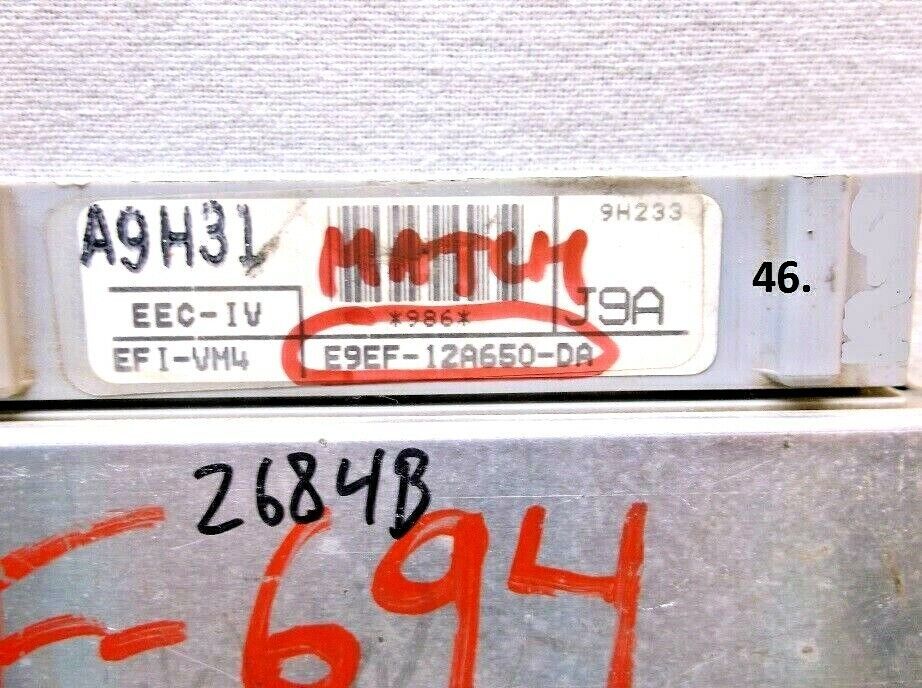 A9H31
MATCH
9H233
46.
EEC-IV
*986*
J9A
EFI-VM4
E9EF-12A650-DA
2684B
F-694